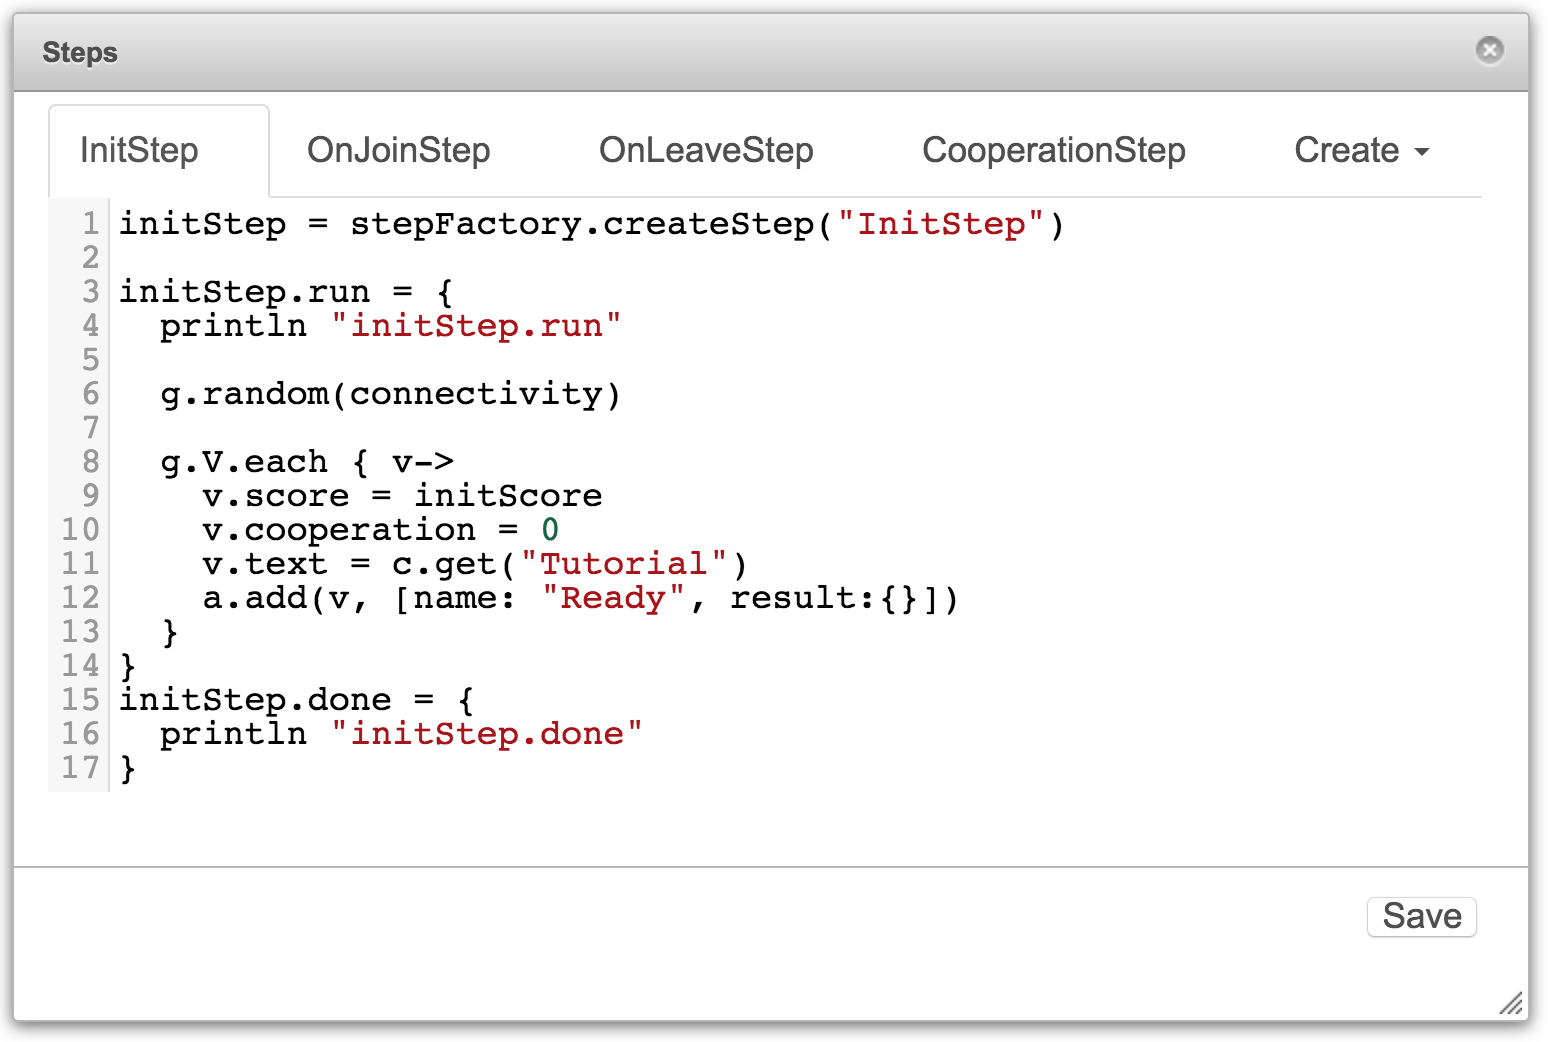 Steps
InitStep OnJoinStep OnLeaveStep CooperationStep Create
1 initStep = stepFactory.createStep("InitStep")
2
3 initStep.run = {
4   println "initStep.run"
5
6   g.random(connectivity)
7
8   g.V.each { v->
9     v.score = initScore
10     v.cooperation = 0
11     v.text = c.get("Tutorial")
12     a.add(v, [name: "Ready", result:{}])
13   }
14 }
15 initStep.done = {
16   println "initStep.done"
17 }
Save